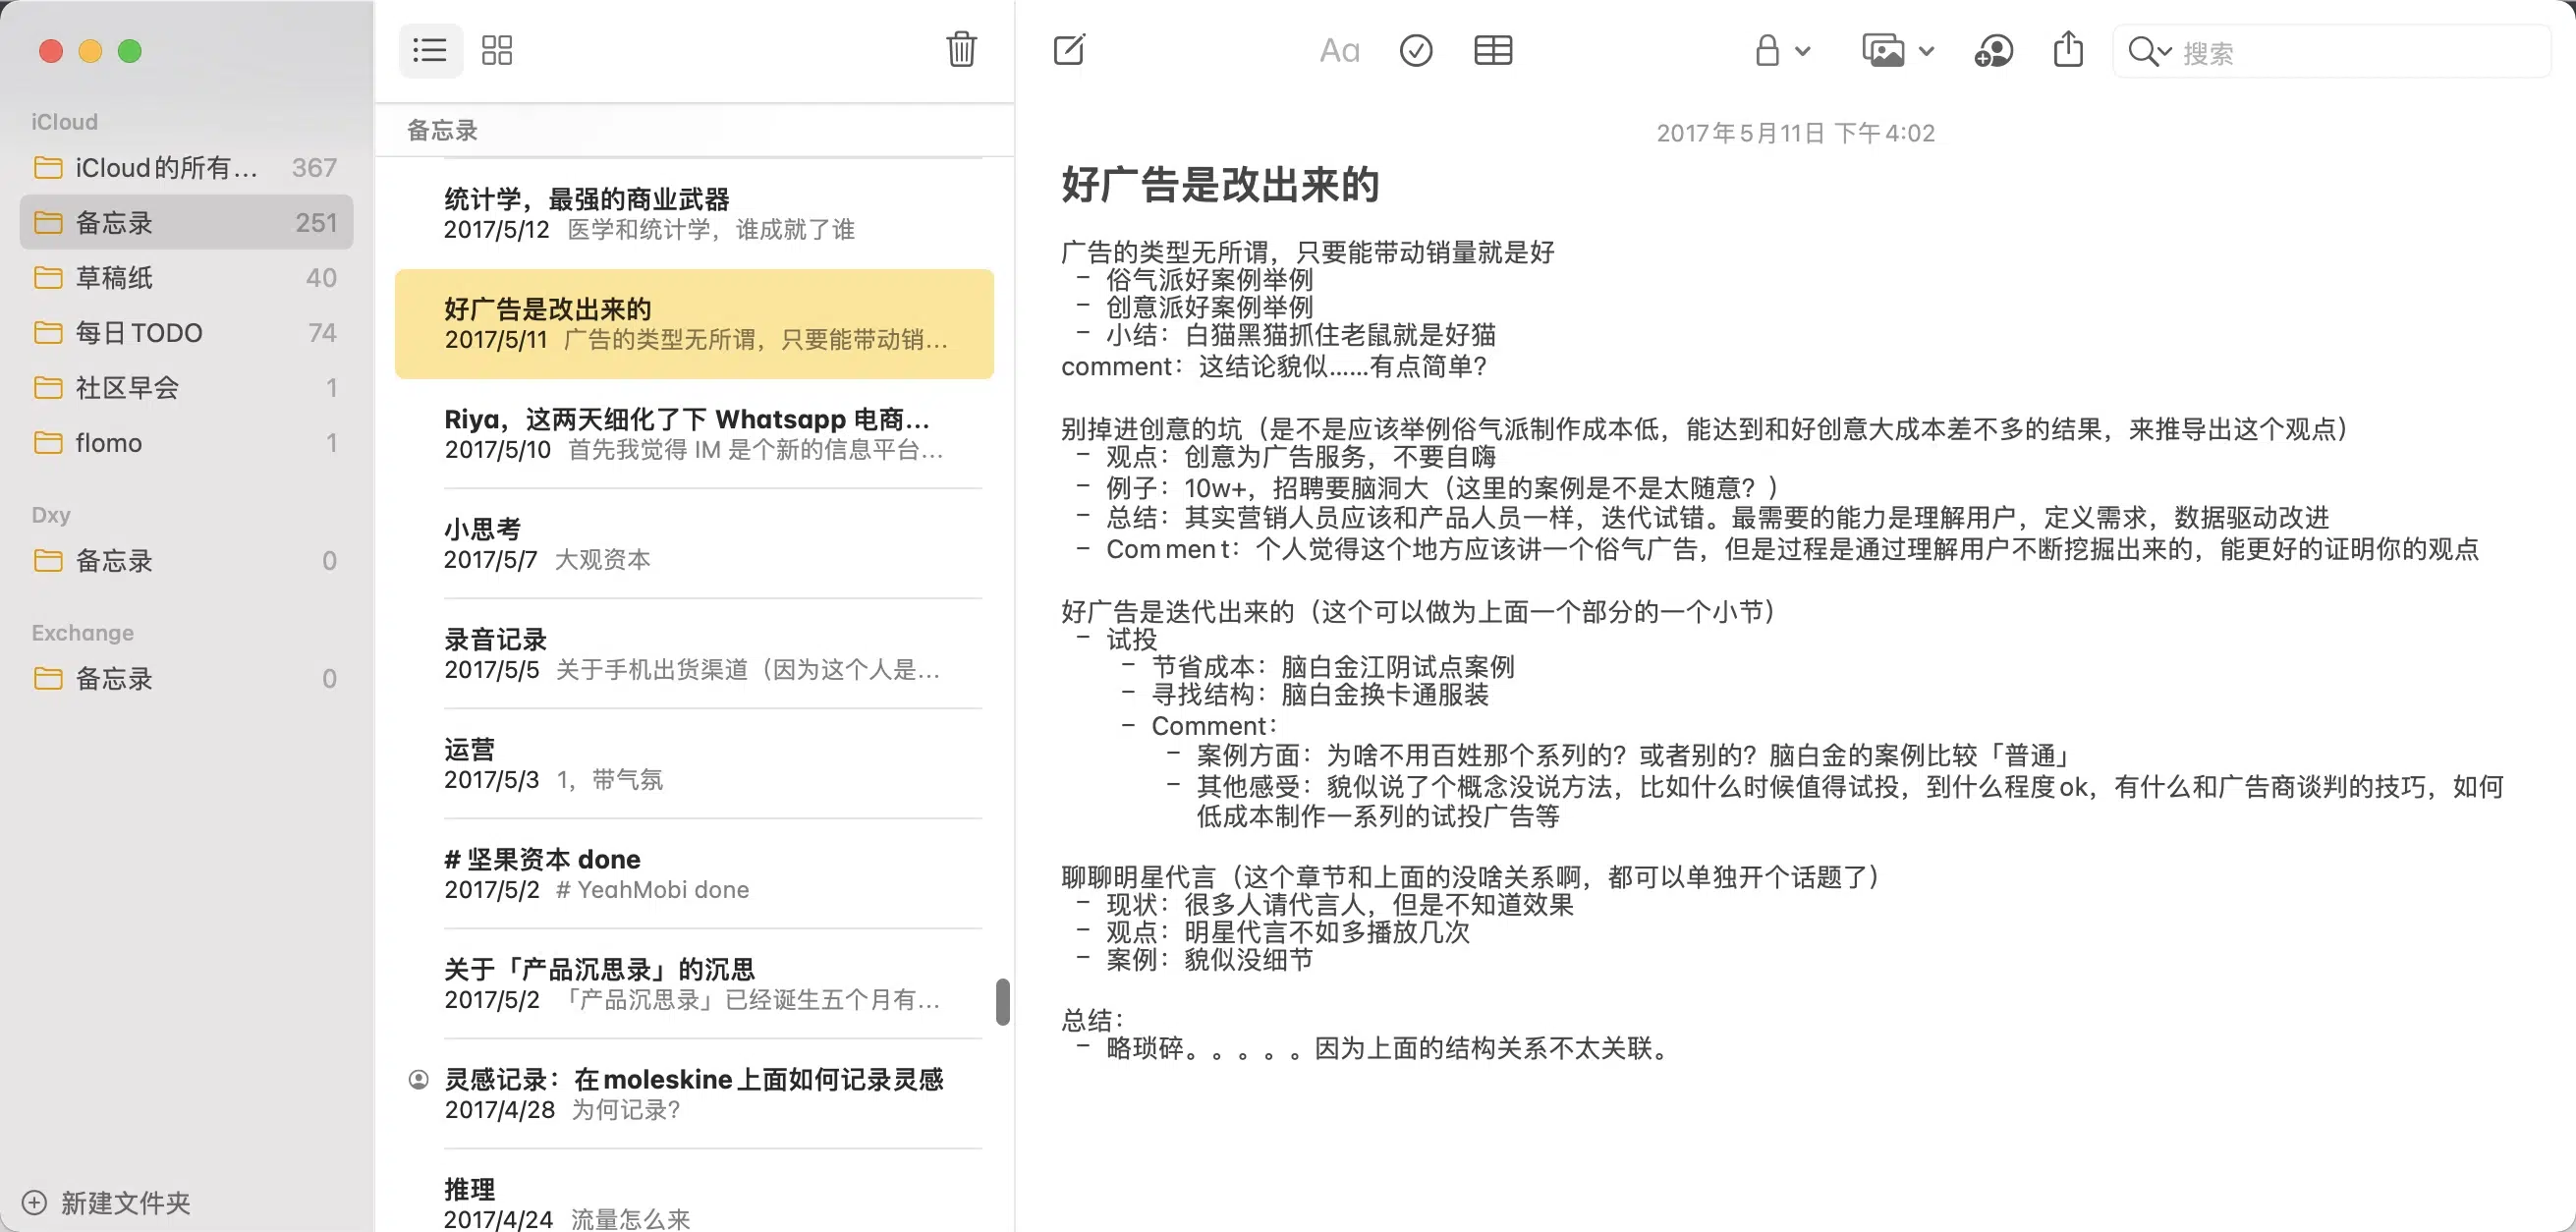 iCloud
iCloud的所有... 367
备忘录 251
草稿纸 40
每日TODO 74
社区早会 1
flomo 1
Dxy
备忘录 0
Exchange
备忘录 0
新建文件夹
备忘录
统计学，最强的商业武器
2017/5/12 医学和统计学，谁成就了谁
好广告是改出来的
2017/5/11 广告的类型无所谓，只要能带动销...
Riya，这两天细化了下 Whatsapp 电商...
2017/5/10 首先我觉得 IM 是个新的信息平台...
小思考
2017/5/7 大观资本
录音记录
2017/5/5 关于手机出货渠道（因为这个人是...
运营
2017/5/3 1，带气氛
# 坚果资本 done
2017/5/2 # YeahMobi done
关于「产品沉思录」的沉思
2017/5/2 「产品沉思录」已经诞生五个月有...
灵感记录：在moleskine上面如何记录灵感
2017/4/28 为何记录？
推理
2017/4/24 流量怎么来
Aa
搜索
2017年5月11日 下午4:02
好广告是改出来的
广告的类型无所谓，只要能带动销量就是好
- 俗气派好案例举例
- 创意派好案例举例
- 小结：白猫黑猫抓住老鼠就是好猫
comment：这结论貌似……有点简单？
别掉进创意的坑（是不是应该举例俗气派制作成本低，能达到和好创意大成本差不多的结果，来推导出这个观点）
- 观点：创意为广告服务，不要自嗨
- 例子：10w+，招聘要脑洞大（这里的案例是不是太随意？）
- 总结：其实营销人员应该和产品人员一样，迭代试错。最需要的能力是理解用户，定义需求，数据驱动改进
- Comment：个人觉得这个地方应该讲一个俗气广告，但是过程是通过理解用户不断挖掘出来的，能更好的证明你的观点
好广告是迭代出来的（这个可以做为上面一个部分的一个小节）
- 试投
- 节省成本：脑白金江阴试点案例
- 寻找结构：脑白金换卡通服装
- Comment：
- 案例方面：为啥不用百姓那个系列的？或者别的？脑白金的案例比较「普通」
- 其他感受：貌似说了个概念没说方法，比如什么时候值得试投，到什么程度ok，有什么和广告商谈判的技巧，如何
低成本制作一系列的试投广告等
聊聊明星代言（这个章节和上面的没啥关系啊，都可以单独开个话题了）
- 现状：很多人请代言人，但是不知道效果
- 观点：明星代言不如多播放几次
- 案例：貌似没细节
总结：
- 略琐碎。。。。。因为上面的结构关系不太关联。